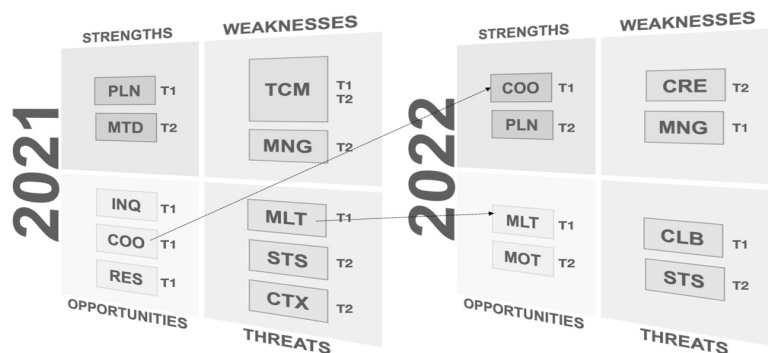 2021
STRENGTHS
PLN T1
MTD T2
WEAKNESSES
TCM T1
T2
MNG T2
INQ T1
COO T1
RES T1
OPPORTUNITIES
MLT T1
STS T2
CTX T2
THREATS
2022
STRENGTHS
COO T1
PLN T2
WEAKNESSES
CRE T2
MNG T1
MLT T1
MOT T2
OPPORTUNITIES
CLB T1
STS T2
THREATS